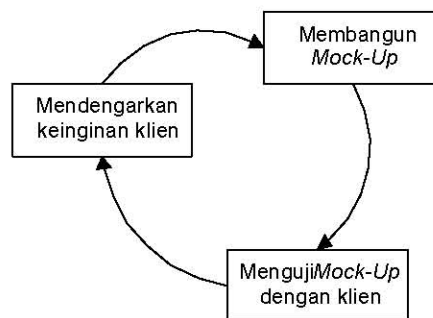 Membangun
Mock-Up
Mendengarkan
keinginan klien
MengujiMock-Up
dengan klien